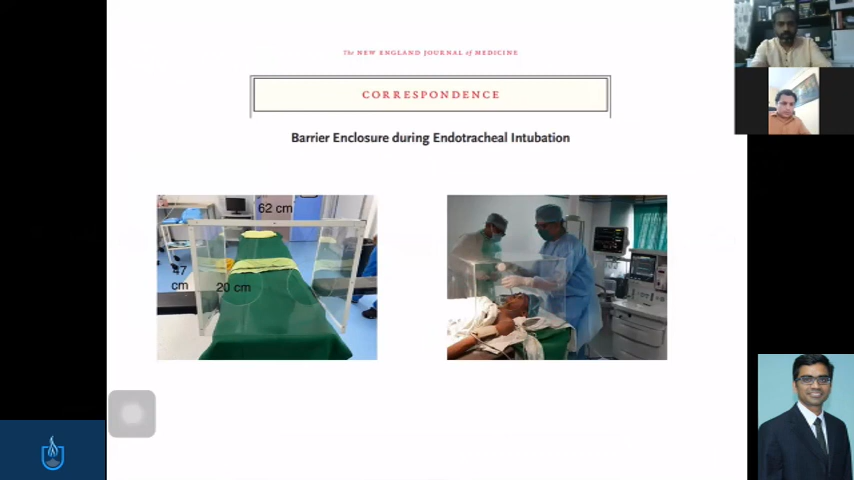 The NEW ENGLAND JOURNAL of MEDICINE
CORRESPONDENCE
Barrier Enclosure during Endotracheal Intubation
62 cm
47
cm
20 cm